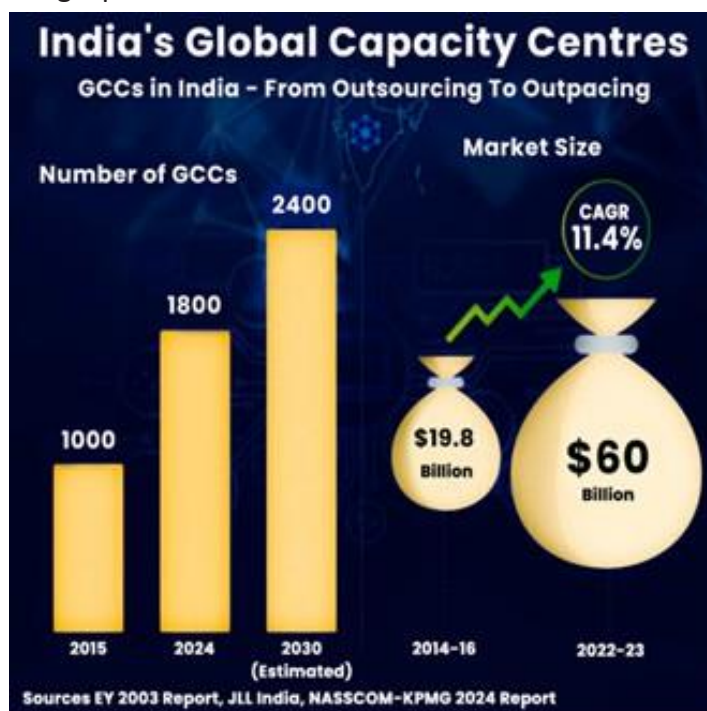 India's Global Capacity Centres
GCCs in India - From Outsourcing To Outpacing
Number of GCCs
1000
1800
2400
2015
2024
2030
(Estimated)
Market Size
CAGR
11.4%
$19.8
Billion
$60
Billion
2014-16
2022-23
Sources EY 2003 Report, JLL India, NASSCOM-KPMG 2024 Report